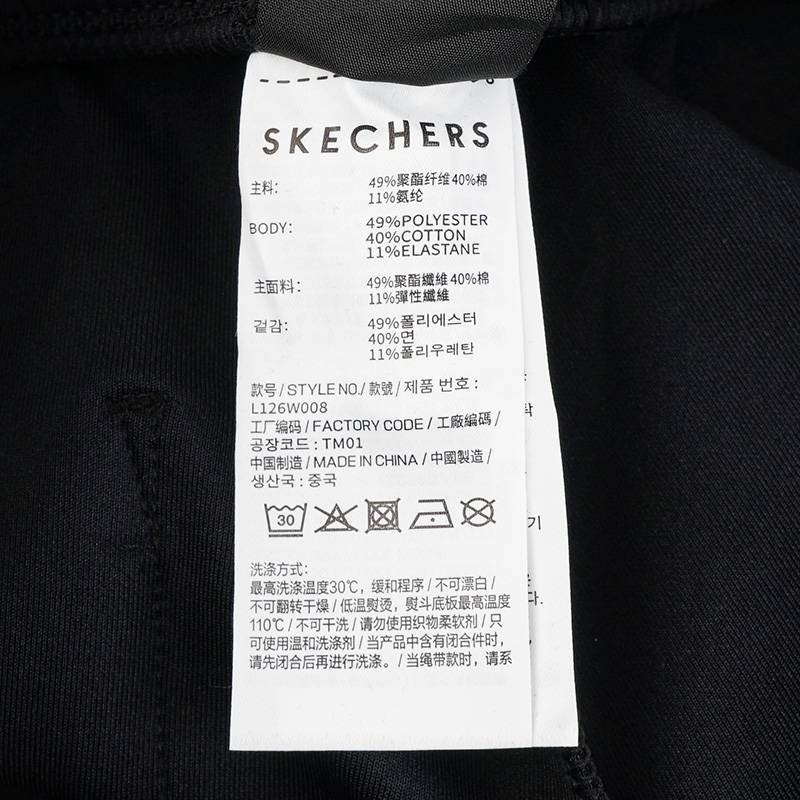 SKECHERS
主料： 49%聚酯纤维 40%棉
11%氨纶
BODY: 49%POLYESTER
40%COTTON
11%ELASTANE
主面料： 49%聚酯纖維 40%棉
11%彈性纖維
겉감: 49%폴리에스터
40%면
11%폴리우레탄
款号 / STYLE NO./ 款號 / 제품 번호 :
L126W008
工厂编码 / FACTORY CODE / 工廠編碼 /
공장코드 : TM01
中国制造 / MADE IN CHINA / 中國製造 /
생산국 : 중국
30
洗涤方式：
最高洗涤温度30℃，缓和程序 / 不可漂白 /
不可翻转干燥 / 低温熨烫，熨斗底板最高温度
110℃ / 不可干洗 / 请勿使用织物柔软剂 / 只
可使用温和洗涤剂 / 当产品中含有闭合件时，
请先闭合后再进行洗涤。 / 当绳带款时，请系
기
다.